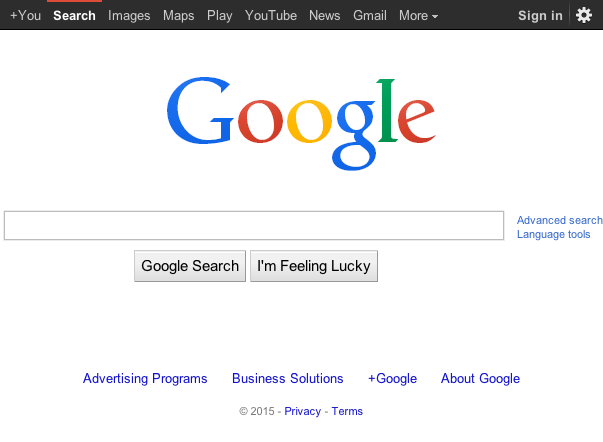 +You Search Images Maps Play YouTube News Gmail More Sign in
Google
Advanced search
Language tools
Google Search I'm Feeling Lucky
Advertising Programs Business Solutions +Google About Google
© 2015 - Privacy - Terms